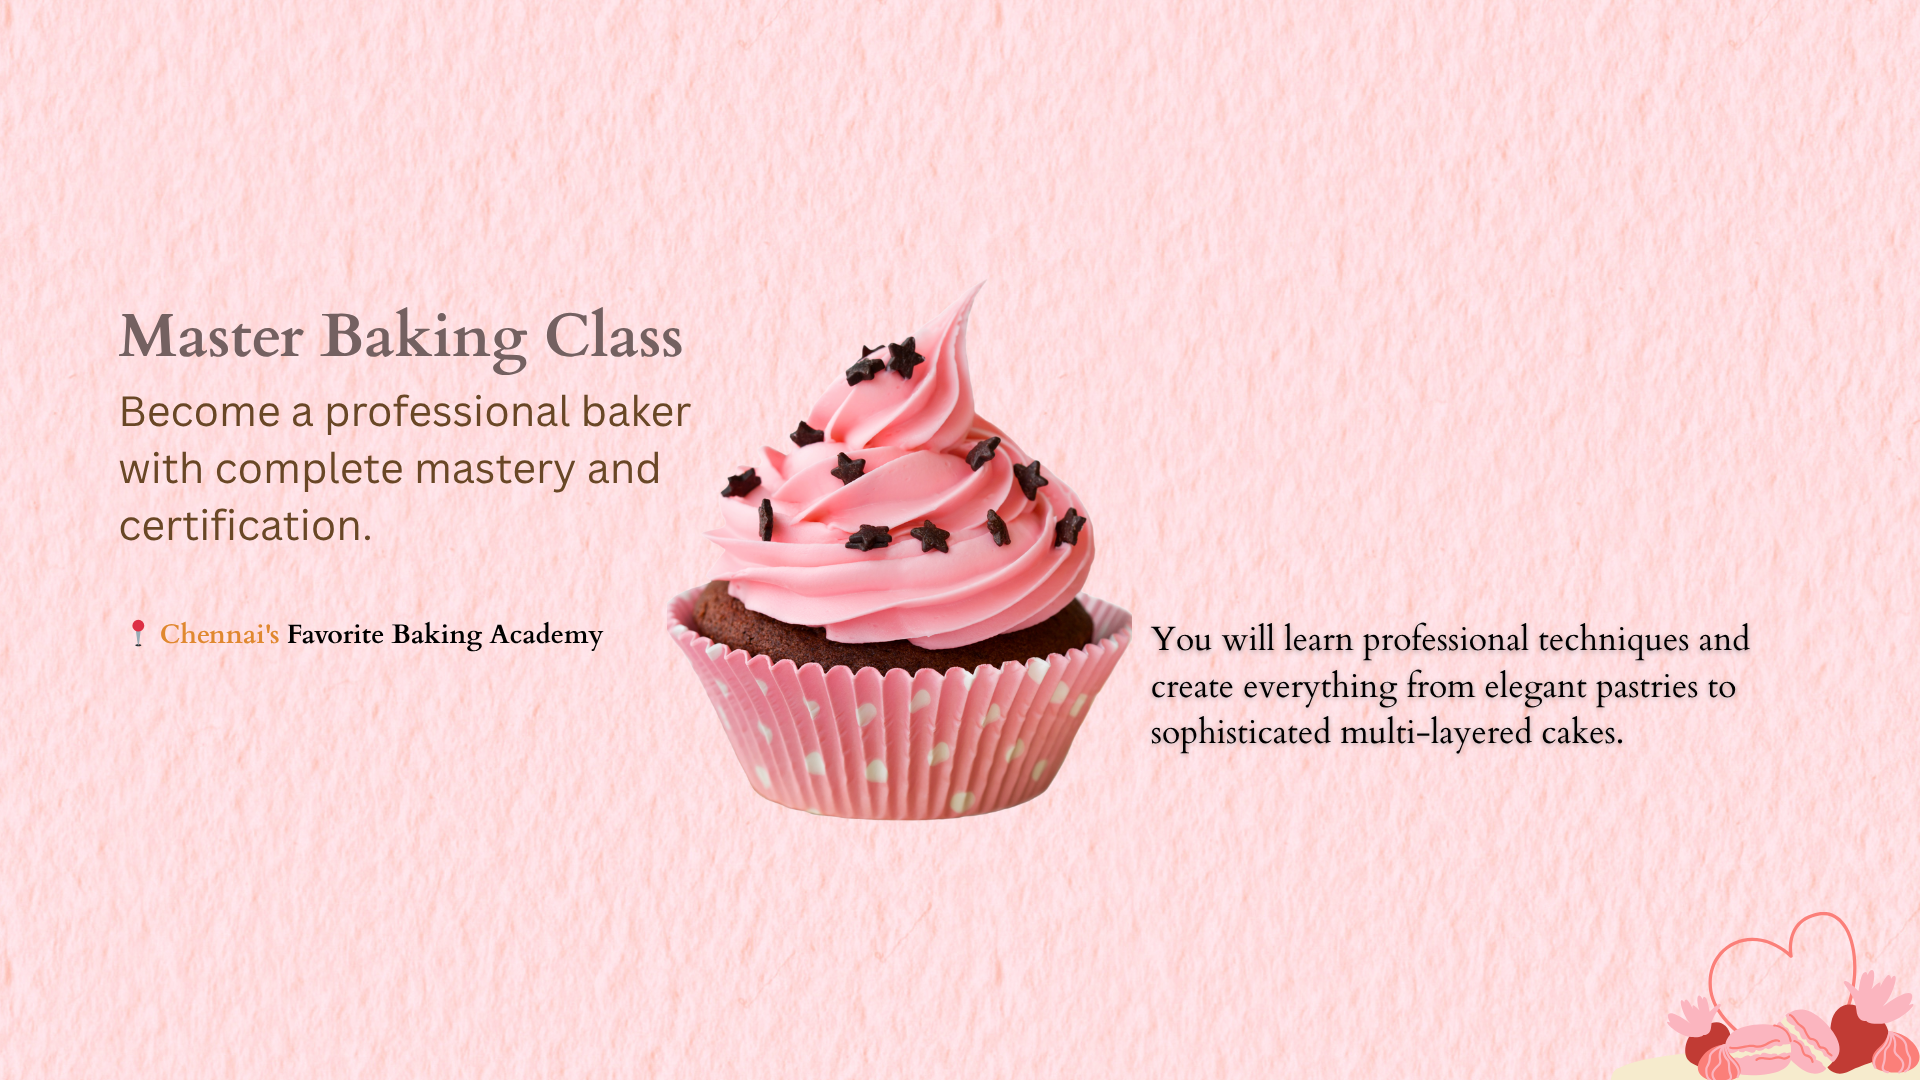 Master Baking Class
Become a professional baker
with complete mastery and
certification.
📍 Chennai's Favorite Baking Academy
You will learn professional techniques and
create everything from elegant pastries to
sophisticated multi-layered cakes.